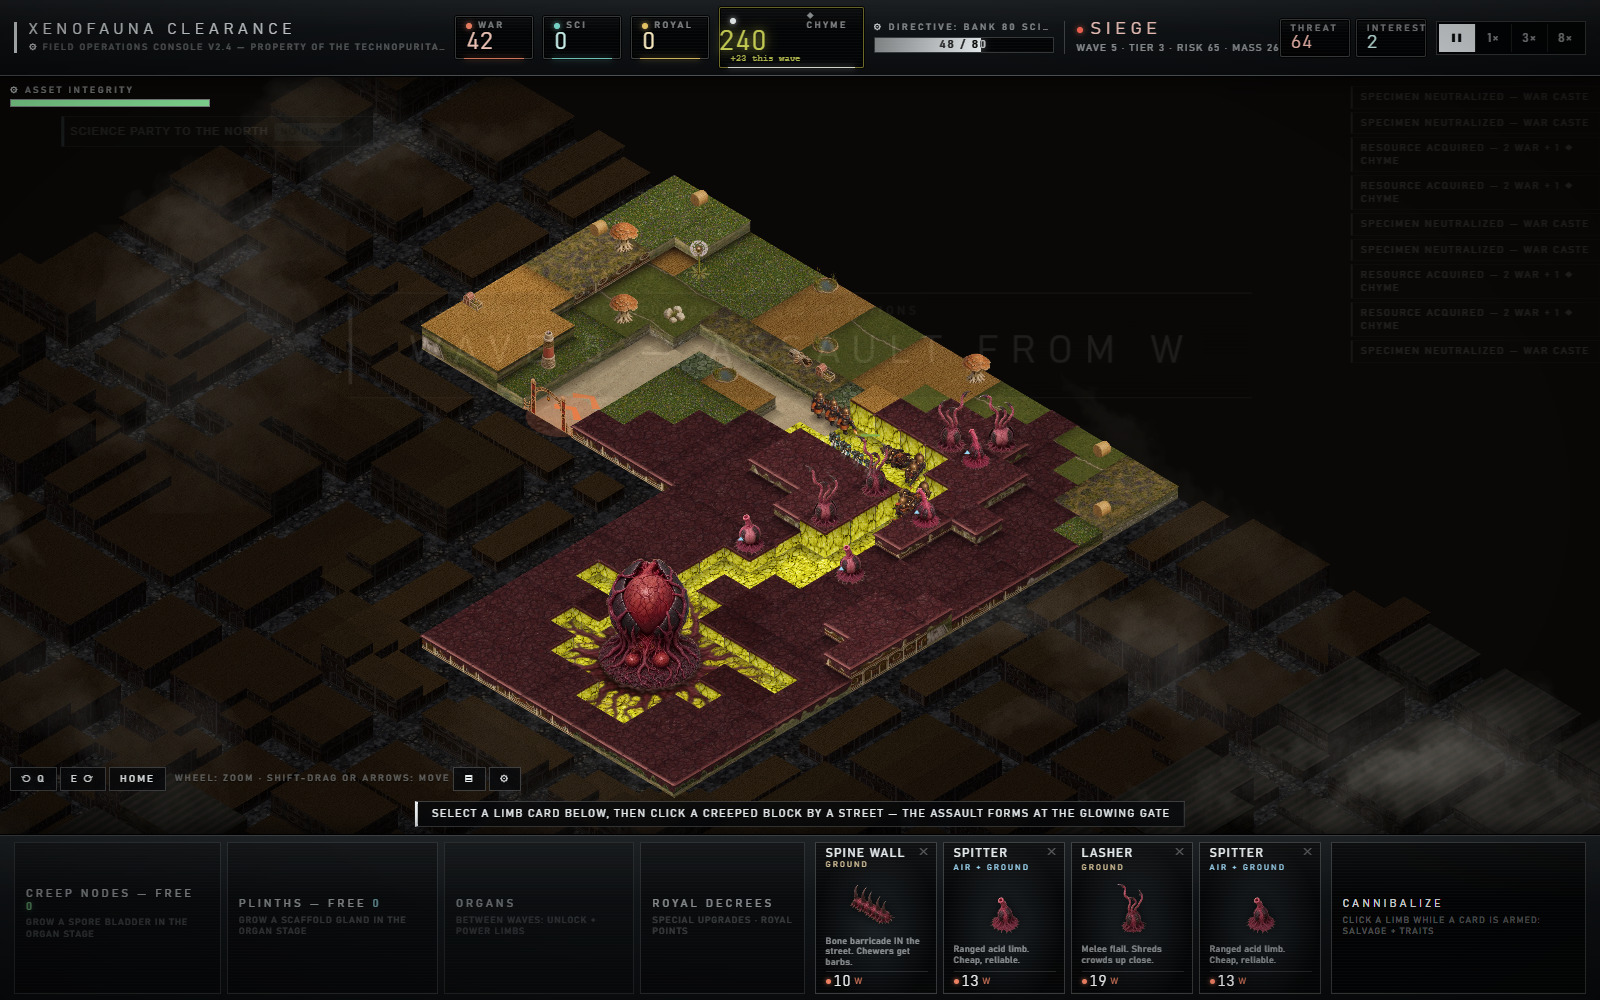 XENOFAUNA CLEARANCE
FIELD OPERATIONS CONSOLE V2.4 — PROPERTY OF THE TECHNOPURITA…
WAR
42
SCI
0
ROYAL
0
CHYME
240
+23 this wave
DIRECTIVE: BANK 80 SCI…
48 / 80
SIEGE
WAVE 5 · TIER 3 · RISK 65 · MASS 26
THREAT
64
INTEREST
2
1×
3×
8×
ASSET INTEGRITY
SCIENCE PARTY TO THE NORTH
SPECIMEN NEUTRALIZED — WAR CASTE
SPECIMEN NEUTRALIZED — WAR CASTE
RESOURCE ACQUIRED — 2 WAR + 1 ◆
CHYME
RESOURCE ACQUIRED — 2 WAR + 1 ◆
CHYME
SPECIMEN NEUTRALIZED — WAR CASTE
SPECIMEN NEUTRALIZED — WAR CASTE
RESOURCE ACQUIRED — 2 WAR + 1 ◆
CHYME
RESOURCE ACQUIRED — 2 WAR + 1 ◆
CHYME
SPECIMEN NEUTRALIZED — WAR CASTE
WAVE 5 — ASSAULT FROM W
Q
E
HOME
WHEEL: ZOOM · SHIFT-DRAG OR ARROWS: MOVE
SELECT A LIMB CARD BELOW, THEN CLICK A CREEPED BLOCK BY A STREET — THE ASSAULT FORMS AT THE GLOWING GATE
CREEP NODES — FREE
0
GROW A SPORE BLADDER IN THE
ORGAN STAGE
PLINTHS — FREE 0
GROW A SCAFFOLD GLAND IN THE
ORGAN STAGE
ORGANS
BETWEEN WAVES: UNLOCK +
POWER LIMBS
ROYAL DECREES
SPECIAL UPGRADES · ROYAL
POINTS
SPINE WALL ×
GROUND
Bone barricade IN the
street. Chewers get
barbs.
10 W
SPITTER ×
AIR + GROUND
Ranged acid limb.
Cheap, reliable.
13 W
LASHER ×
GROUND
Melee flail. Shreds
crowds up close.
19 W
SPITTER ×
AIR + GROUND
Ranged acid limb.
Cheap, reliable.
13 W
CANNIBALIZE
CLICK A LIMB WHILE A CARD IS ARMED:
SALVAGE + TRAITS